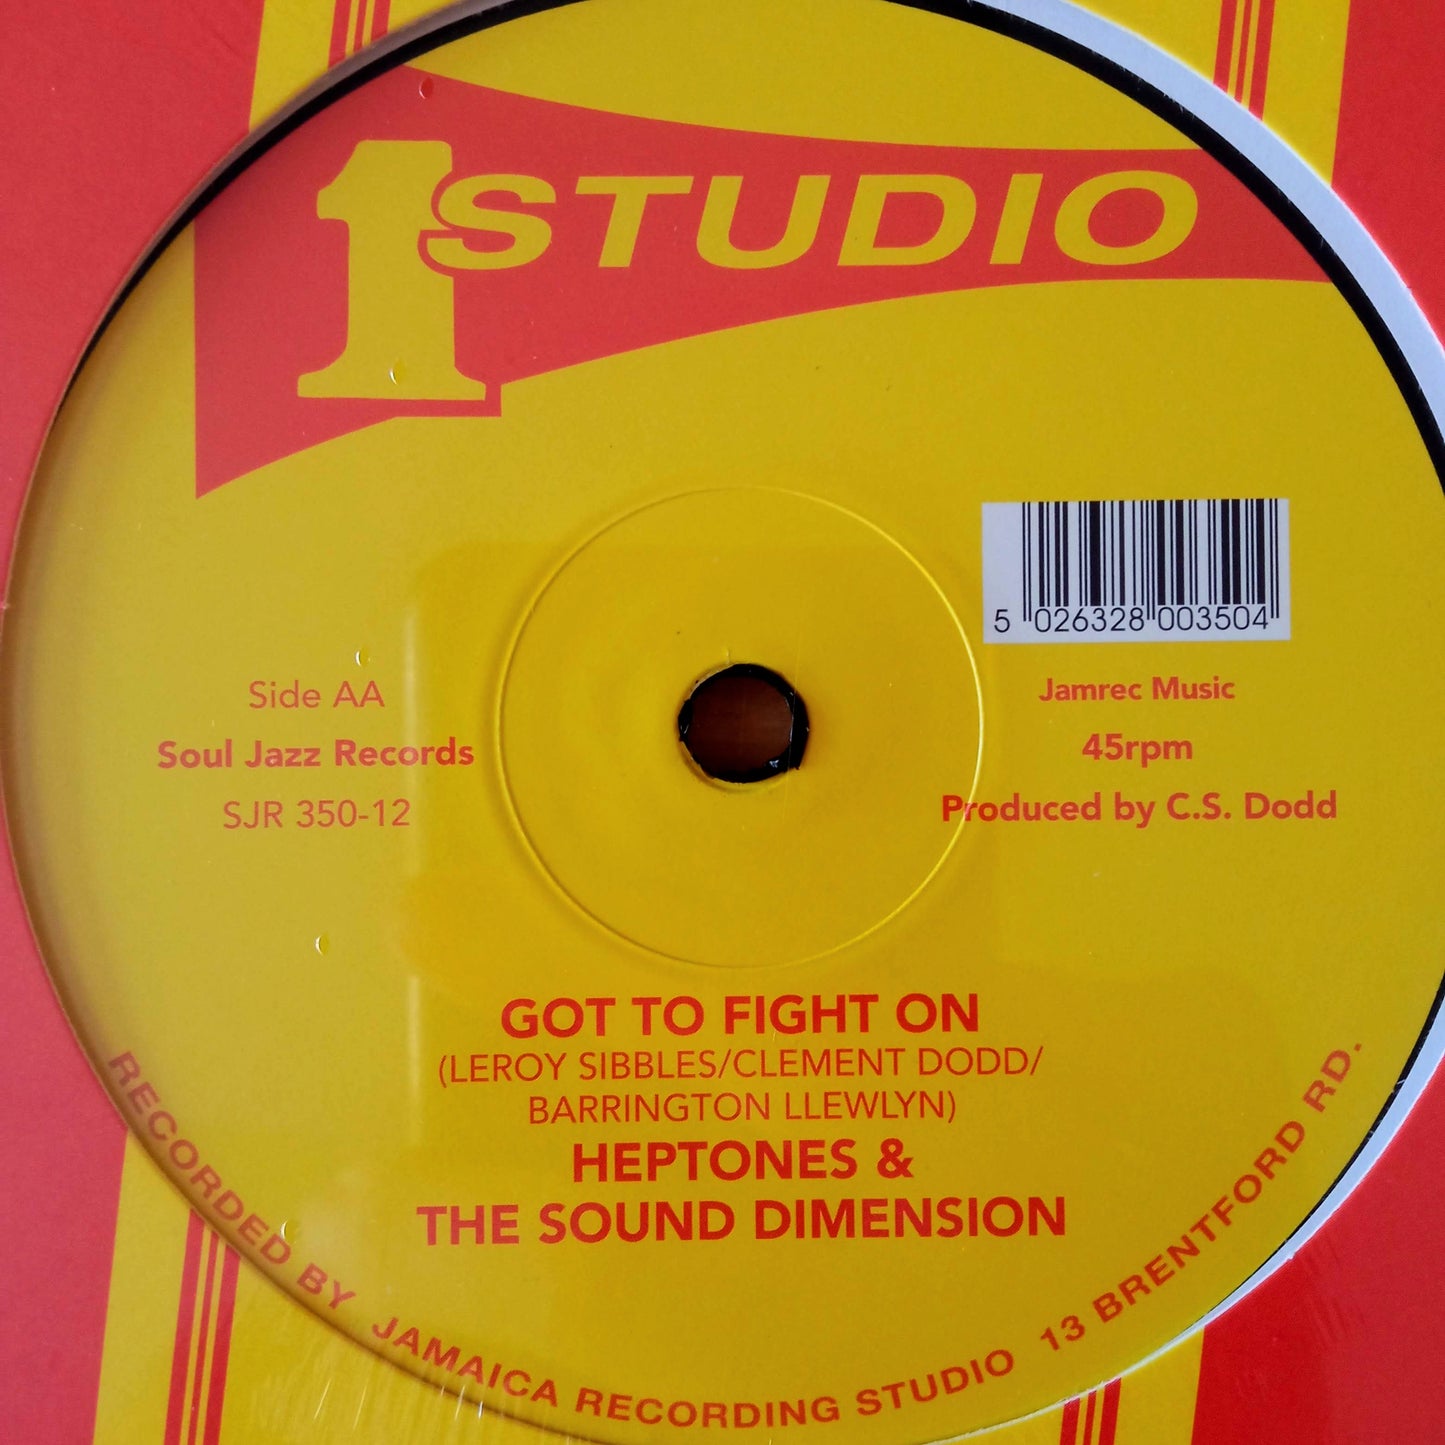 1 STUDIO
5 026328 003504
Side AA
Soul Jazz Records
SJR 350-12
Jamrec Music
45rpm
Produced by C.S. Dodd
GOT TO FIGHT ON
(LEROY SIBBLES/CLEMENT DODD/
BARRINGTON LLEWLYN)
HEPTONES &
THE SOUND DIMENSION
RECORDED BY JAMAICA RECORDING STUDIO 13 BRENTFORD RD.